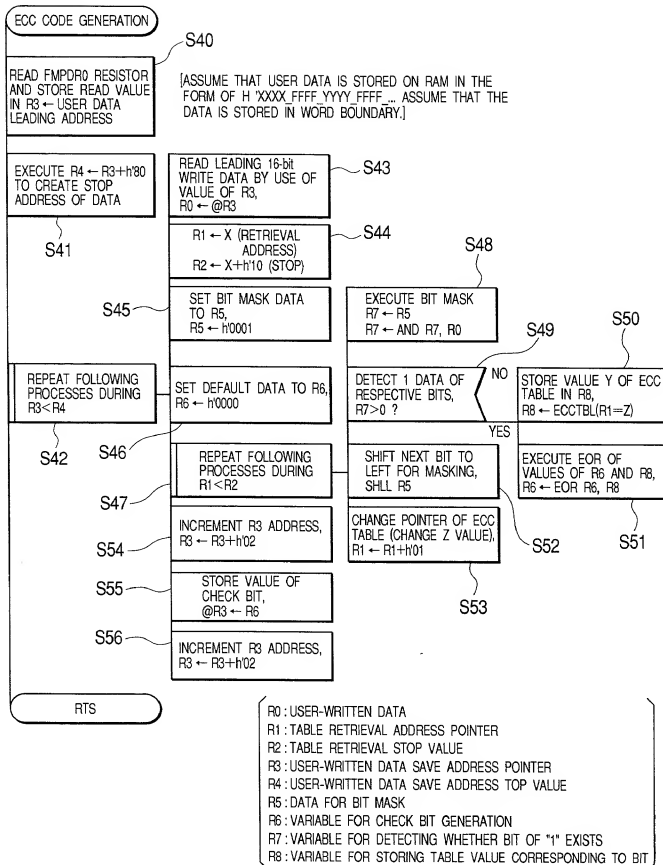 ECC CODE GENERATION
S40
READ FMPDR0 RESISTOR
AND STORE READ VALUE
IN R3 ← USER DATA
LEADING ADDRESS
[ASSUME THAT USER DATA IS STORED ON RAM IN THE
FORM OF H 'XXXX_FFFF_YYYY_FFFF_... ASSUME THAT THE
DATA IS STORED IN WORD BOUNDARY.]
EXECUTE R4 ← R3+h'80
TO CREATE STOP
ADDRESS OF DATA
S41
READ LEADING 16-bit
WRITE DATA BY USE OF
VALUE OF R3,
R0 ← @R3
S43
R1 ← X (RETRIEVAL
ADDRESS)
R2 ← X+h'10 (STOP)
S44
S45
SET BIT MASK DATA
TO R5,
R5 ← h'0001
S48
EXECUTE BIT MASK
R7 ← R5
R7 ← AND R7, R0
S49
S50
REPEAT FOLLOWING
PROCESSES DURING
R3<R4
S42
SET DEFAULT DATA TO R6,
R6 ← h'0000
S46
DETECT 1 DATA OF
RESPECTIVE BITS,
R7>0 ?
NO
YES
STORE VALUE Y OF ECC
TABLE IN R8,
R8 ← ECCTBL(R1=Z)
S47
REPEAT FOLLOWING
PROCESSES DURING
R1<R2
SHIFT NEXT BIT TO
LEFT FOR MASKING,
SHLL R5
S52
EXECUTE EOR OF
VALUES OF R6 AND R8,
R6 ← EOR R6, R8
S51
S54
INCREMENT R3 ADDRESS,
R3 ← R3+h'02
CHANGE POINTER OF ECC
TABLE (CHANGE Z VALUE),
R1 ← R1+h'01
S53
S55
STORE VALUE OF
CHECK BIT,
@R3 ← R6
S56
INCREMENT R3 ADDRESS,
R3 ← R3+h'02
RTS
R0 : USER-WRITTEN DATA
R1 : TABLE RETRIEVAL ADDRESS POINTER
R2 : TABLE RETRIEVAL STOP VALUE
R3 : USER-WRITTEN DATA SAVE ADDRESS POINTER
R4 : USER-WRITTEN DATA SAVE ADDRESS TOP VALUE
R5 : DATA FOR BIT MASK
R6 : VARIABLE FOR CHECK BIT GENERATION
R7 : VARIABLE FOR DETECTING WHETHER BIT OF "1" EXISTS
R8 : VARIABLE FOR STORING TABLE VALUE CORRESPONDING TO BIT